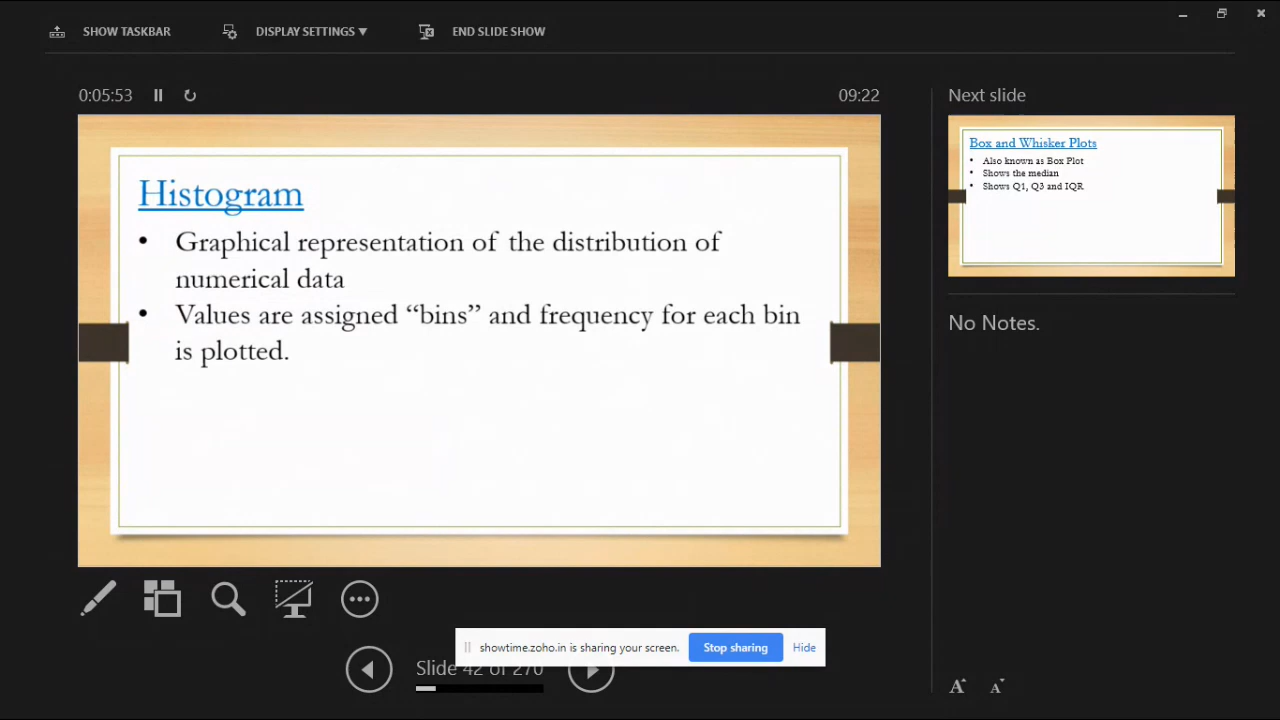 SHOW TASKBAR
DISPLAY SETTINGS ▼
END SLIDE SHOW
0:05:53
09:22
Histogram
• Graphical representation of the distribution of
numerical data
• Values are assigned “bins” and frequency for each bin
is plotted.
Next slide
Box and Whisker Plots
• Also known as Box Plot
• Shows the median
• Shows Q1, Q3 and IQR
No Notes.
showtime.zoho.in is sharing your screen.
Stop sharing
Hide
Slide 42 of 270
A A